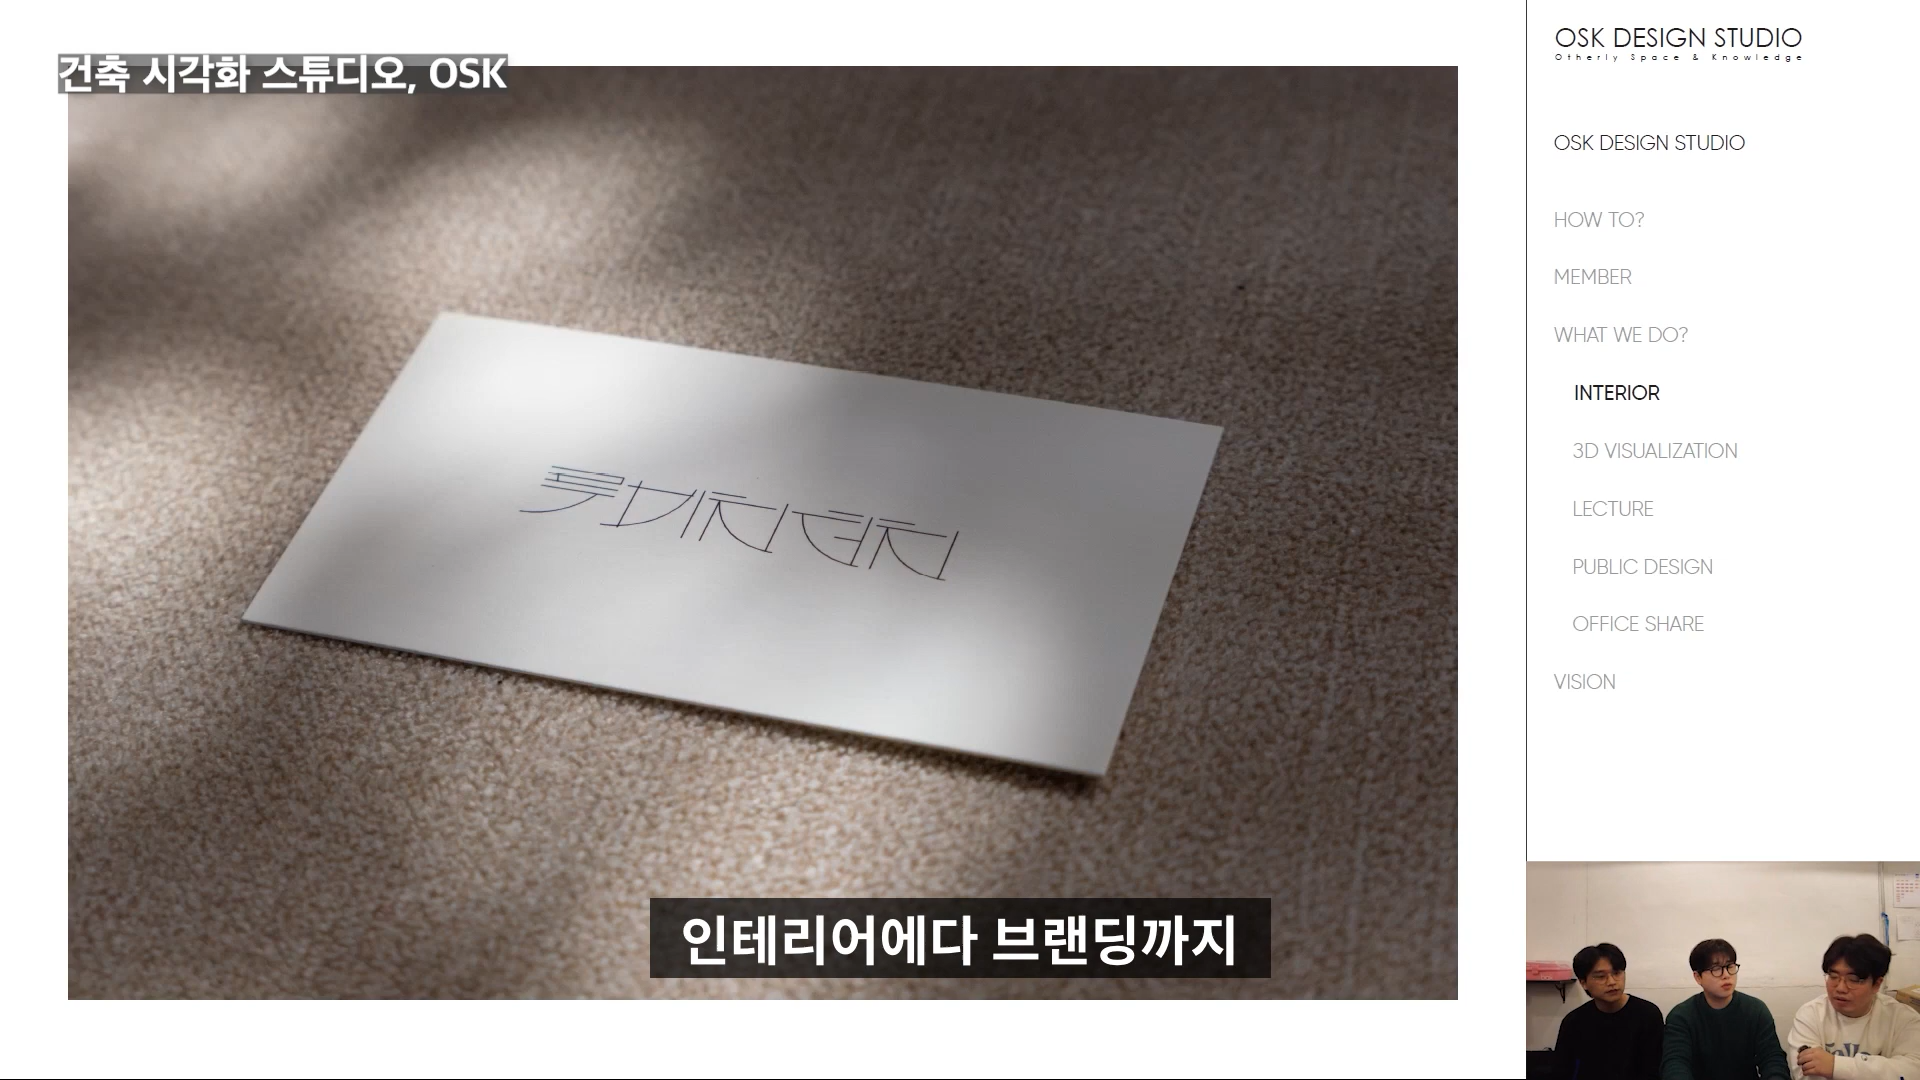 건축 시각화 스튜디오, OSK
인테리어에다 브랜딩까지
OSK DESIGN STUDIO
Otherly Space & Knowledge
OSK DESIGN STUDIO
HOW TO?
MEMBER
WHAT WE DO?
INTERIOR
3D VISUALIZATION
LECTURE
PUBLIC DESIGN
OFFICE SHARE
VISION